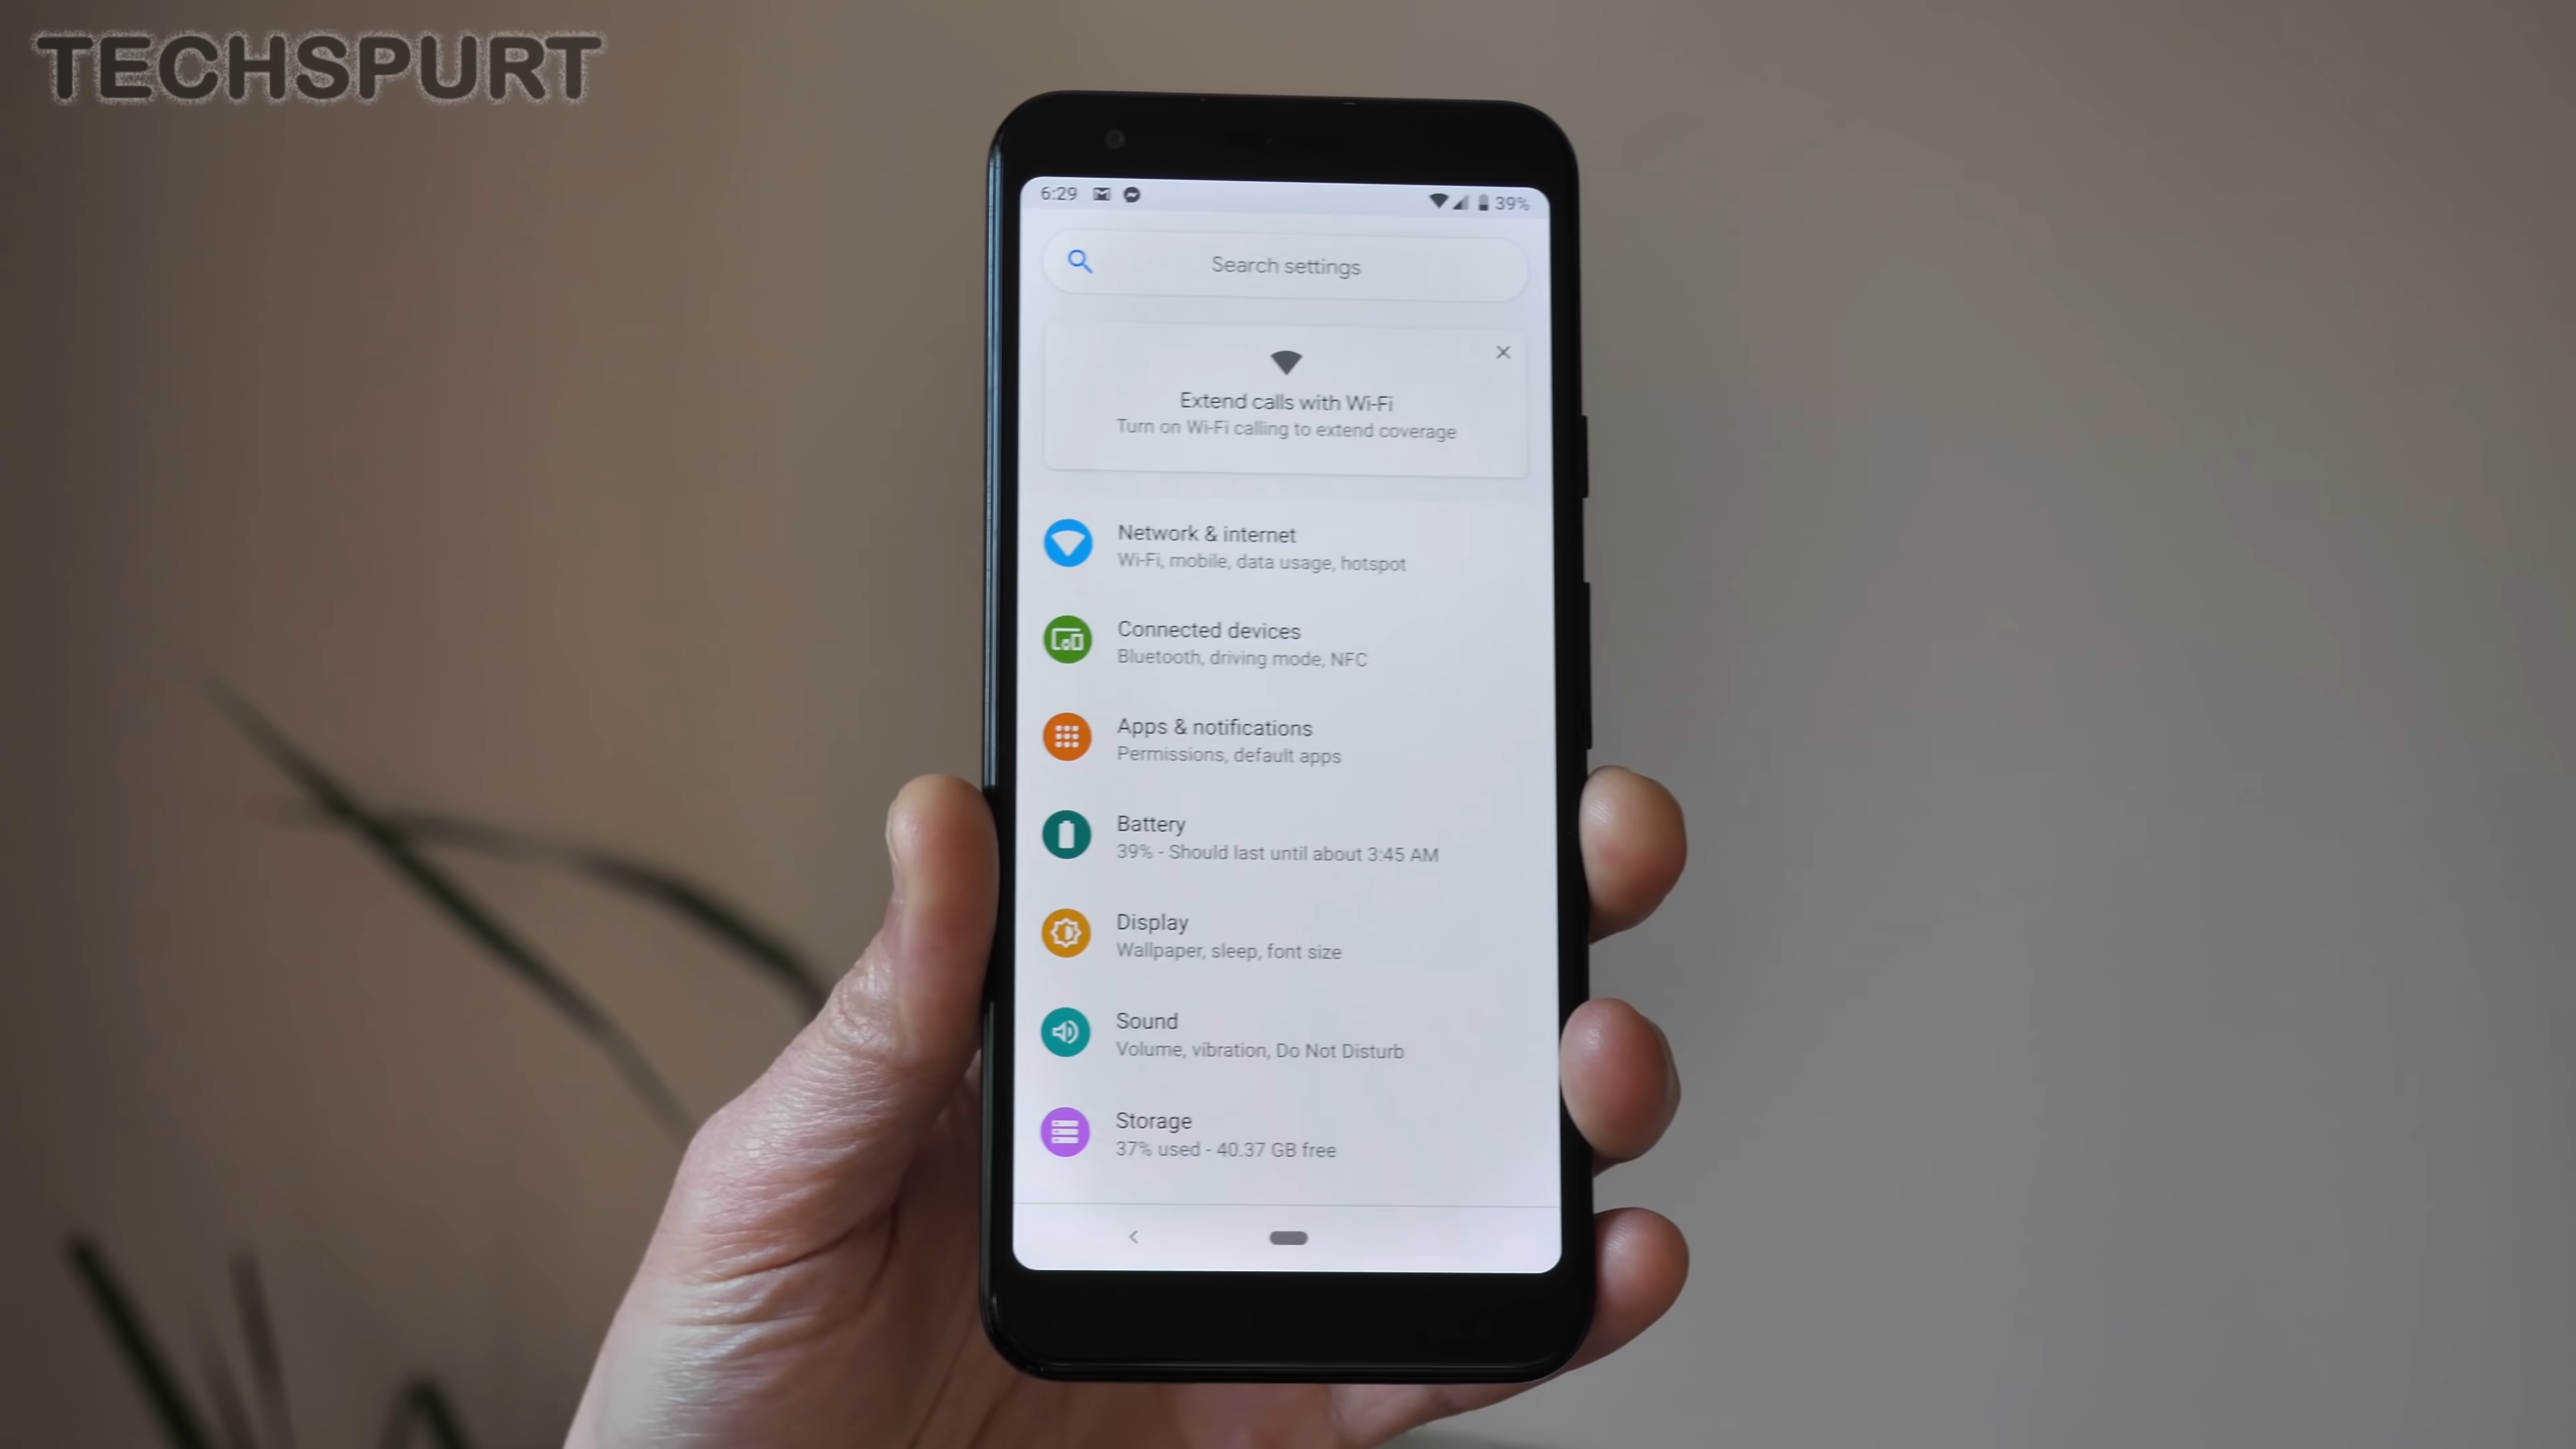 TECHSPURT
6:29
39%
Search settings
Extend calls with Wi-Fi
Turn on Wi-Fi calling to extend coverage
Network & internet
Wi-Fi, mobile, data usage, hotspot
Connected devices
Bluetooth, driving mode, NFC
Apps & notifications
Permissions, default apps
Battery
39% - Should last until about 3:45 AM
Display
Wallpaper, sleep, font size
Sound
Volume, vibration, Do Not Disturb
Storage
37% used - 40.37 GB free